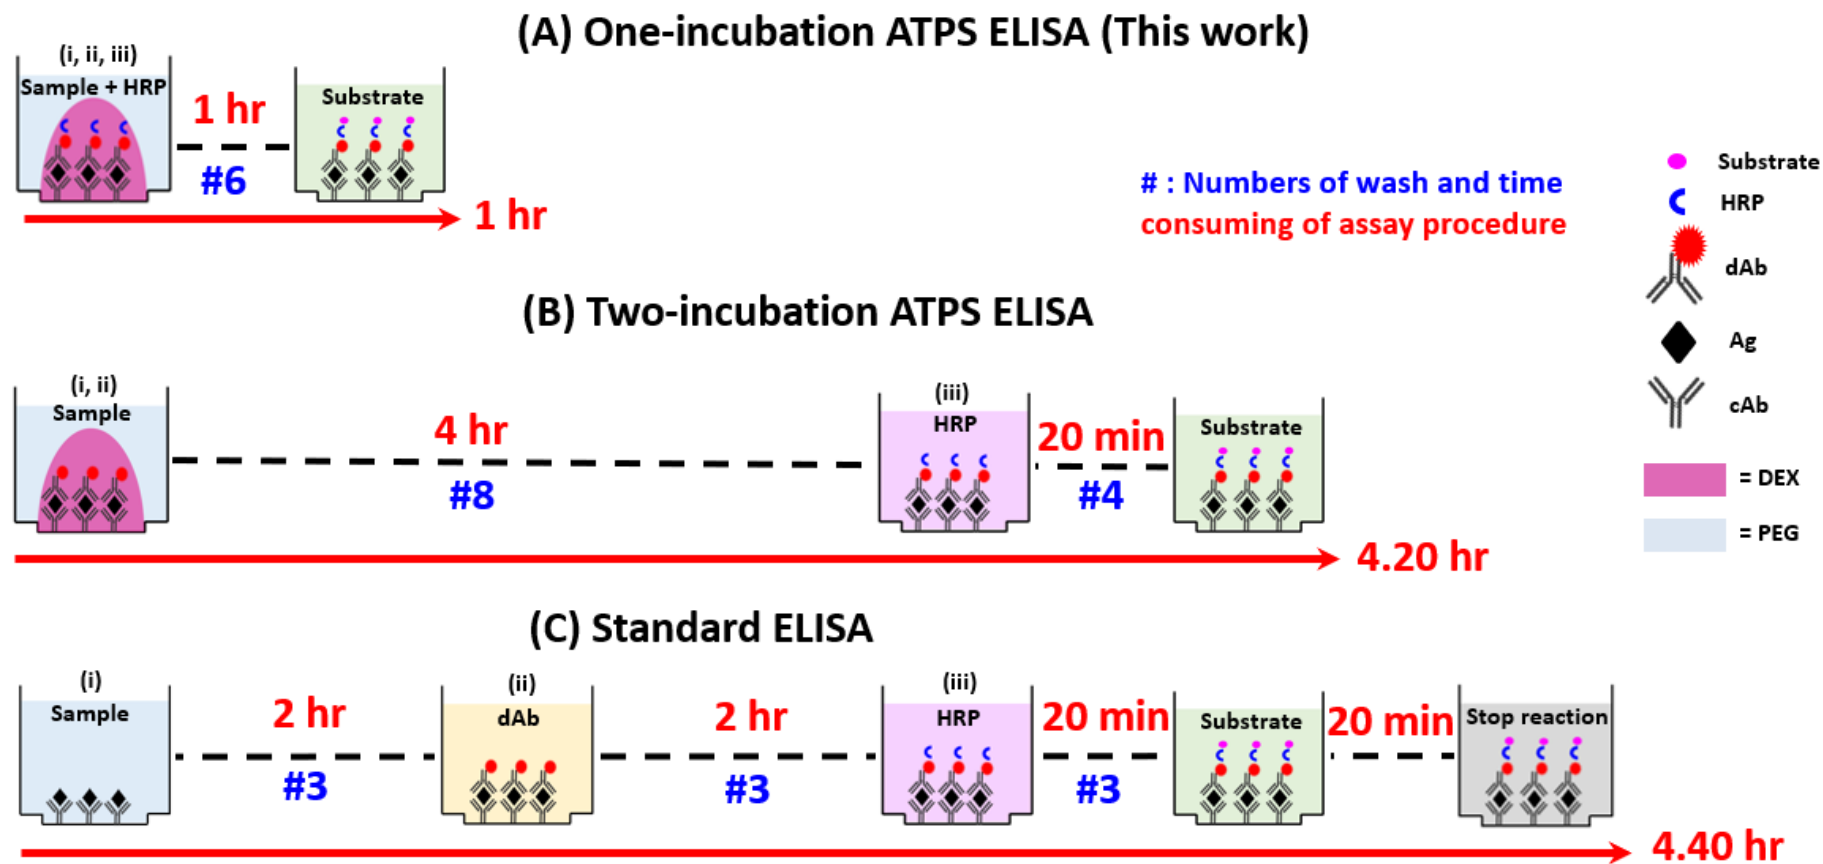 (A) One-incubation ATPS ELISA (This work)
(i, ii, iii)
Sample + HRP
1 hr
#6
Substrate
1 hr
# : Numbers of wash and time
consuming of assay procedure
Substrate
HRP
dAb
Ag
cAb
= DEX
= PEG
(B) Two-incubation ATPS ELISA
(i, ii)
Sample
4 hr
#8
(iii)
HRP
20 min
#4
Substrate
4.20 hr
(C) Standard ELISA
(i)
Sample
2 hr
#3
(ii)
dAb
2 hr
#3
(iii)
HRP
20 min
#3
Substrate
20 min
Stop reaction
4.40 hr